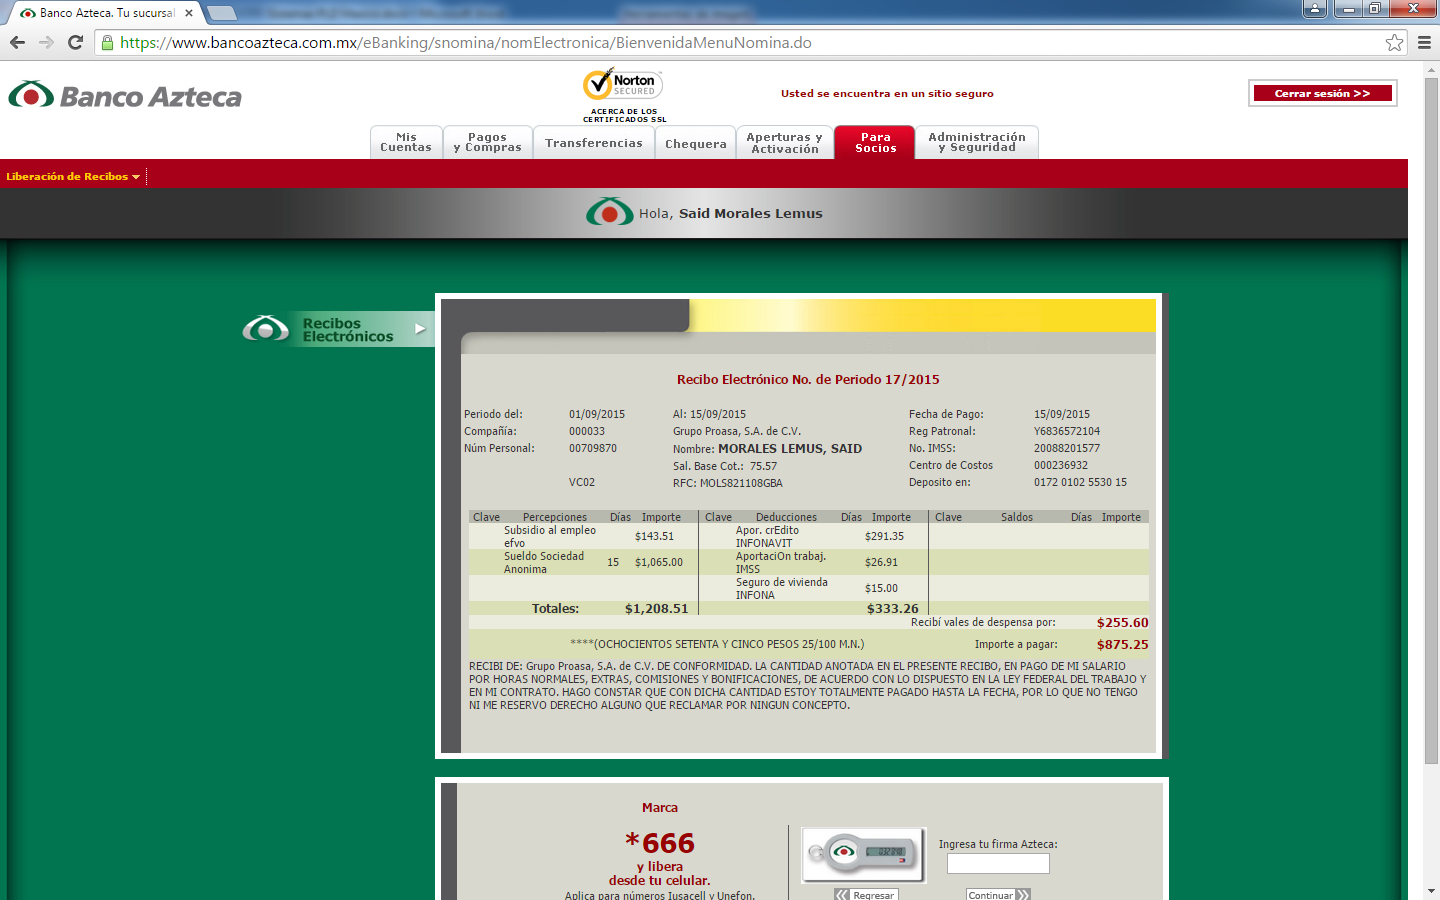 Banco Azteca. Tu sucursal
https://www.bancoazteca.com.mx/eBanking/snomina/nomElectronica/BienvenidaMenuNomina.do
Banco Azteca
Norton
SECURED
ACERCA DE LOS
CERTIFICADOS SSL
Usted se encuentra en un sitio seguro
Cerrar sesión >>
Mis Cuentas
Pagos y Compras
Transferencias
Chequera
Aperturas y Activación
Para Socios
Administración y Seguridad
Liberación de Recibos
Hola, Said Morales Lemus
Recibos
Electrónicos
Recibo Electrónico No. de Periodo 17/2015
Periodo del: 01/09/2015 Al: 15/09/2015 Fecha de Pago: 15/09/2015
Compañía: 000033 Grupo Proasa, S.A. de C.V. Reg Patronal: Y6836572104
Núm Personal: 00709870 Nombre: MORALES LEMUS, SAID No. IMSS: 20088201577
Sal. Base Cot.: 75.57 Centro de Costos 000236932
VC02 RFC: MOLS821108GBA Deposito en: 0172 0102 5530 15
Clave Percepciones Días Importe Clave Deducciones Días Importe Clave Saldos Días Importe
Subsidio al empleo efvo $143.51 Apor. crEdito INFONAVIT $291.35
Sueldo Sociedad Anonima 15 $1,065.00 AportaciOn trabaj. IMSS $26.91
Seguro de vivienda INFONA $15.00
Totales: $1,208.51 $333.26
Recibí vales de despensa por: $255.60
****(OCHOCIENTOS SETENTA Y CINCO PESOS 25/100 M.N.) Importe a pagar: $875.25
RECIBI DE: Grupo Proasa, S.A. de C.V. DE CONFORMIDAD. LA CANTIDAD ANOTADA EN EL PRESENTE RECIBO, EN PAGO DE MI SALARIO
POR HORAS NORMALES, EXTRAS, COMISIONES Y BONIFICACIONES, DE ACUERDO CON LO DISPUESTO EN LA LEY FEDERAL DEL TRABAJO Y
EN MI CONTRATO. HAGO CONSTAR QUE CON DICHA CANTIDAD ESTOY TOTALMENTE PAGADO HASTA LA FECHA, POR LO QUE NO TENGO
NI ME RESERVO DERECHO ALGUNO QUE RECLAMAR POR NINGUN CONCEPTO.
Marca
*666
y libera
desde tu celular.
Aplica para números Iusacell y Unefon.
Ingresa tu firma Azteca:
Regresar
Continuar